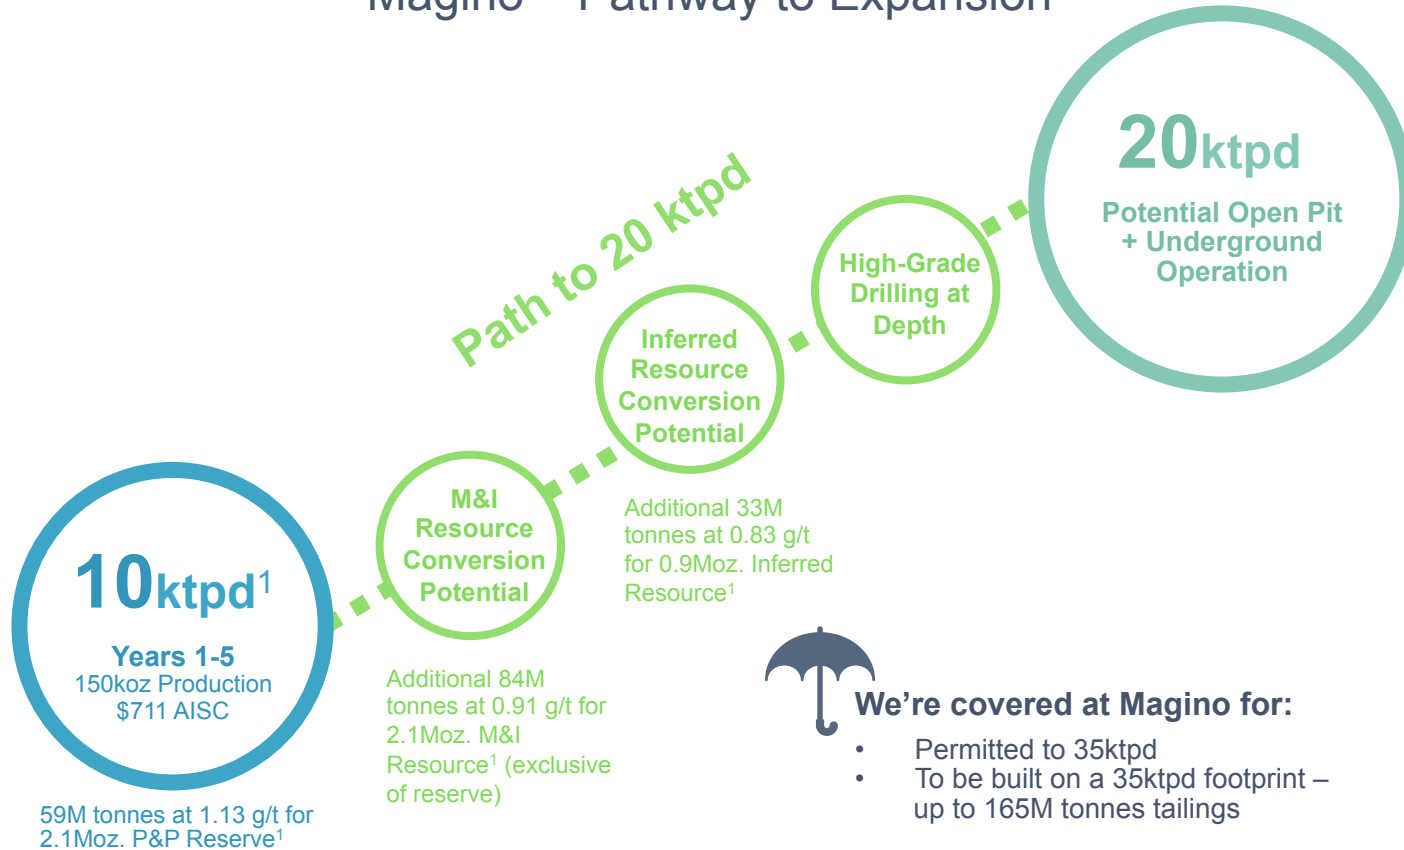 Magino – Pathway to Expansion
20ktpd
Potential Open Pit
+ Underground
Operation
Path to 20 ktpd
High-Grade
Drilling at
Depth
Inferred
Resource
Conversion
Potential
Additional 33M
tonnes at 0.83 g/t
for 0.9Moz. Inferred
Resource¹
M&I
Resource
Conversion
Potential
Additional 84M
tonnes at 0.91 g/t for
2.1Moz. M&I
Resource¹ (exclusive
of reserve)
10ktpd¹
Years 1-5
150koz Production
$711 AISC
59M tonnes at 1.13 g/t for
2.1Moz. P&P Reserve¹
We’re covered at Magino for:
• Permitted to 35ktpd
• To be built on a 35ktpd footprint –
up to 165M tonnes tailings